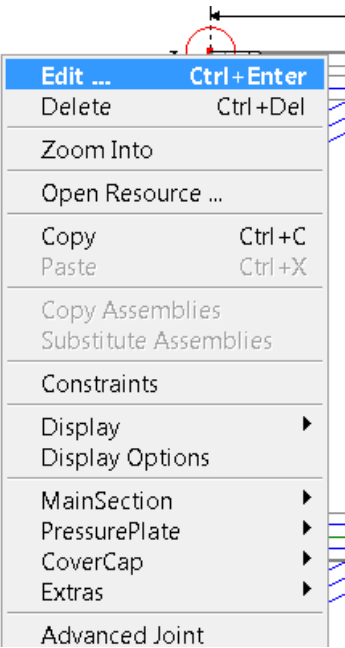 Edit ... Ctrl+Enter
Delete Ctrl+Del
Zoom Into
Open Resource ...
Copy Ctrl+C
Paste Ctrl+X
Copy Assemblies
Substitute Assemblies
Constraints
Display
Display Options
MainSection
PressurePlate
CoverCap
Extras
Advanced Joint